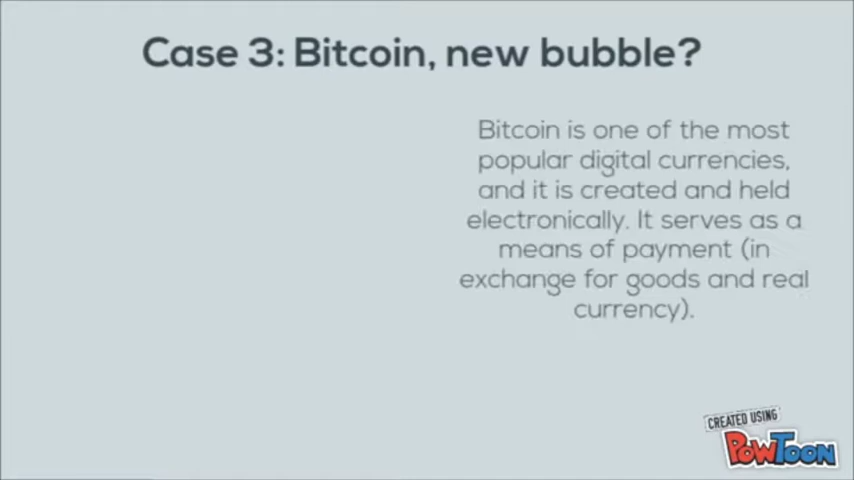 Case 3: Bitcoin, new bubble?
Bitcoin is one of the most
popular digital currencies,
and it is created and held
electronically. It serves as a
means of payment (in
exchange for goods and real
currency).
CREATED USING
PowToon